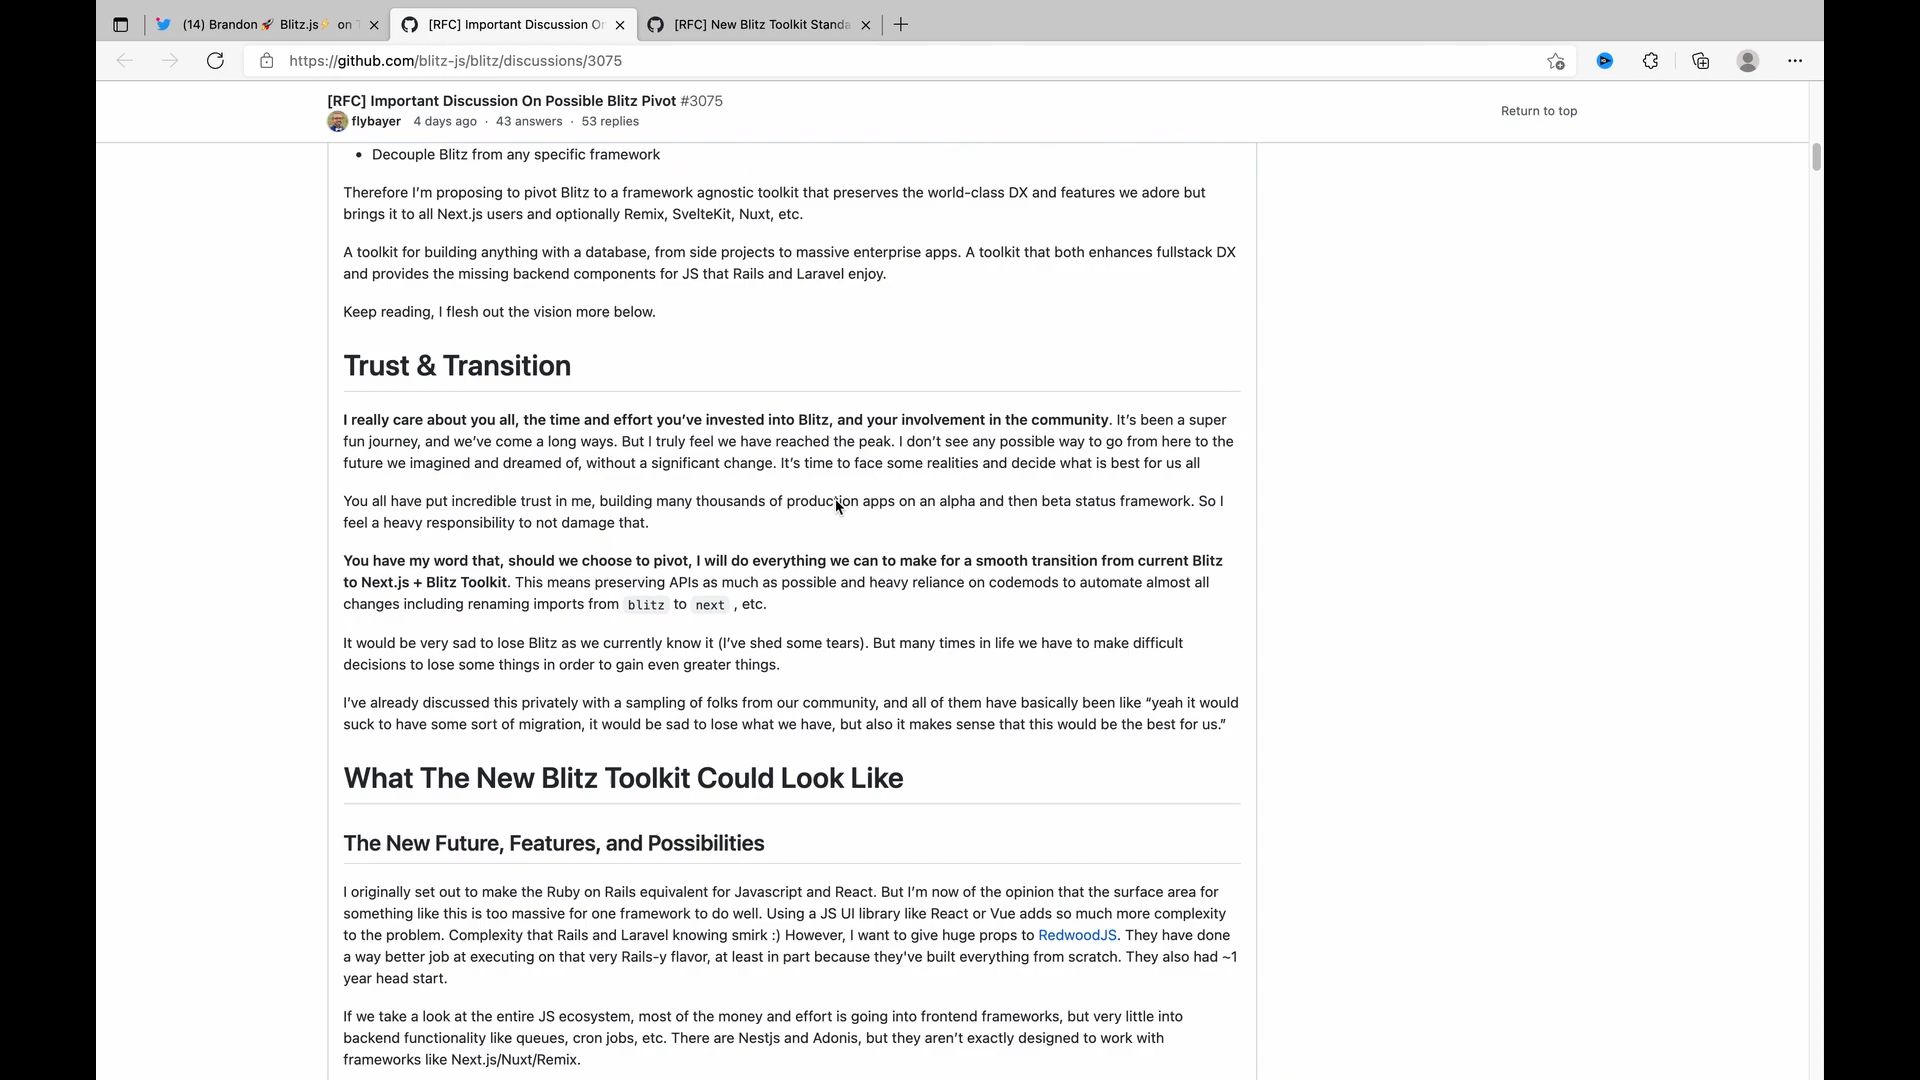 (14) Brandon 🚀 Blitz.js⚡ on T
[RFC] Important Discussion On
[RFC] New Blitz Toolkit Standa
https://github.com/blitz-js/blitz/discussions/3075
[RFC] Important Discussion On Possible Blitz Pivot #3075
flybayer 4 days ago · 43 answers · 53 replies
Return to top
• Decouple Blitz from any specific framework
Therefore I’m proposing to pivot Blitz to a framework agnostic toolkit that preserves the world-class DX and features we adore but
brings it to all Next.js users and optionally Remix, SvelteKit, Nuxt, etc.
A toolkit for building anything with a database, from side projects to massive enterprise apps. A toolkit that both enhances fullstack DX
and provides the missing backend components for JS that Rails and Laravel enjoy.
Keep reading, I flesh out the vision more below.
Trust & Transition
I really care about you all, the time and effort you’ve invested into Blitz, and your involvement in the community. It’s been a super
fun journey, and we’ve come a long ways. But I truly feel we have reached the peak. I don’t see any possible way to go from here to the
future we imagined and dreamed of, without a significant change. It’s time to face some realities and decide what is best for us all
You all have put incredible trust in me, building many thousands of production apps on an alpha and then beta status framework. So I
feel a heavy responsibility to not damage that.
You have my word that, should we choose to pivot, I will do everything we can to make for a smooth transition from current Blitz
to Next.js + Blitz Toolkit. This means preserving APIs as much as possible and heavy reliance on codemods to automate almost all
changes including renaming imports from blitz to next , etc.
It would be very sad to lose Blitz as we currently know it (I’ve shed some tears). But many times in life we have to make difficult
decisions to lose some things in order to gain even greater things.
I’ve already discussed this privately with a sampling of folks from our community, and all of them have basically been like “yeah it would
suck to have some sort of migration, it would be sad to lose what we have, but also it makes sense that this would be the best for us.”
What The New Blitz Toolkit Could Look Like
The New Future, Features, and Possibilities
I originally set out to make the Ruby on Rails equivalent for Javascript and React. But I’m now of the opinion that the surface area for
something like this is too massive for one framework to do well. Using a JS UI library like React or Vue adds so much more complexity
to the problem. Complexity that Rails and Laravel knowing smirk :) However, I want to give huge props to RedwoodJS. They have done
a way better job at executing on that very Rails-y flavor, at least in part because they've built everything from scratch. They also had ~1
year head start.
If we take a look at the entire JS ecosystem, most of the money and effort is going into frontend frameworks, but very little into
backend functionality like queues, cron jobs, etc. There are Nestjs and Adonis, but they aren’t exactly designed to work with
frameworks like Next.js/Nuxt/Remix.